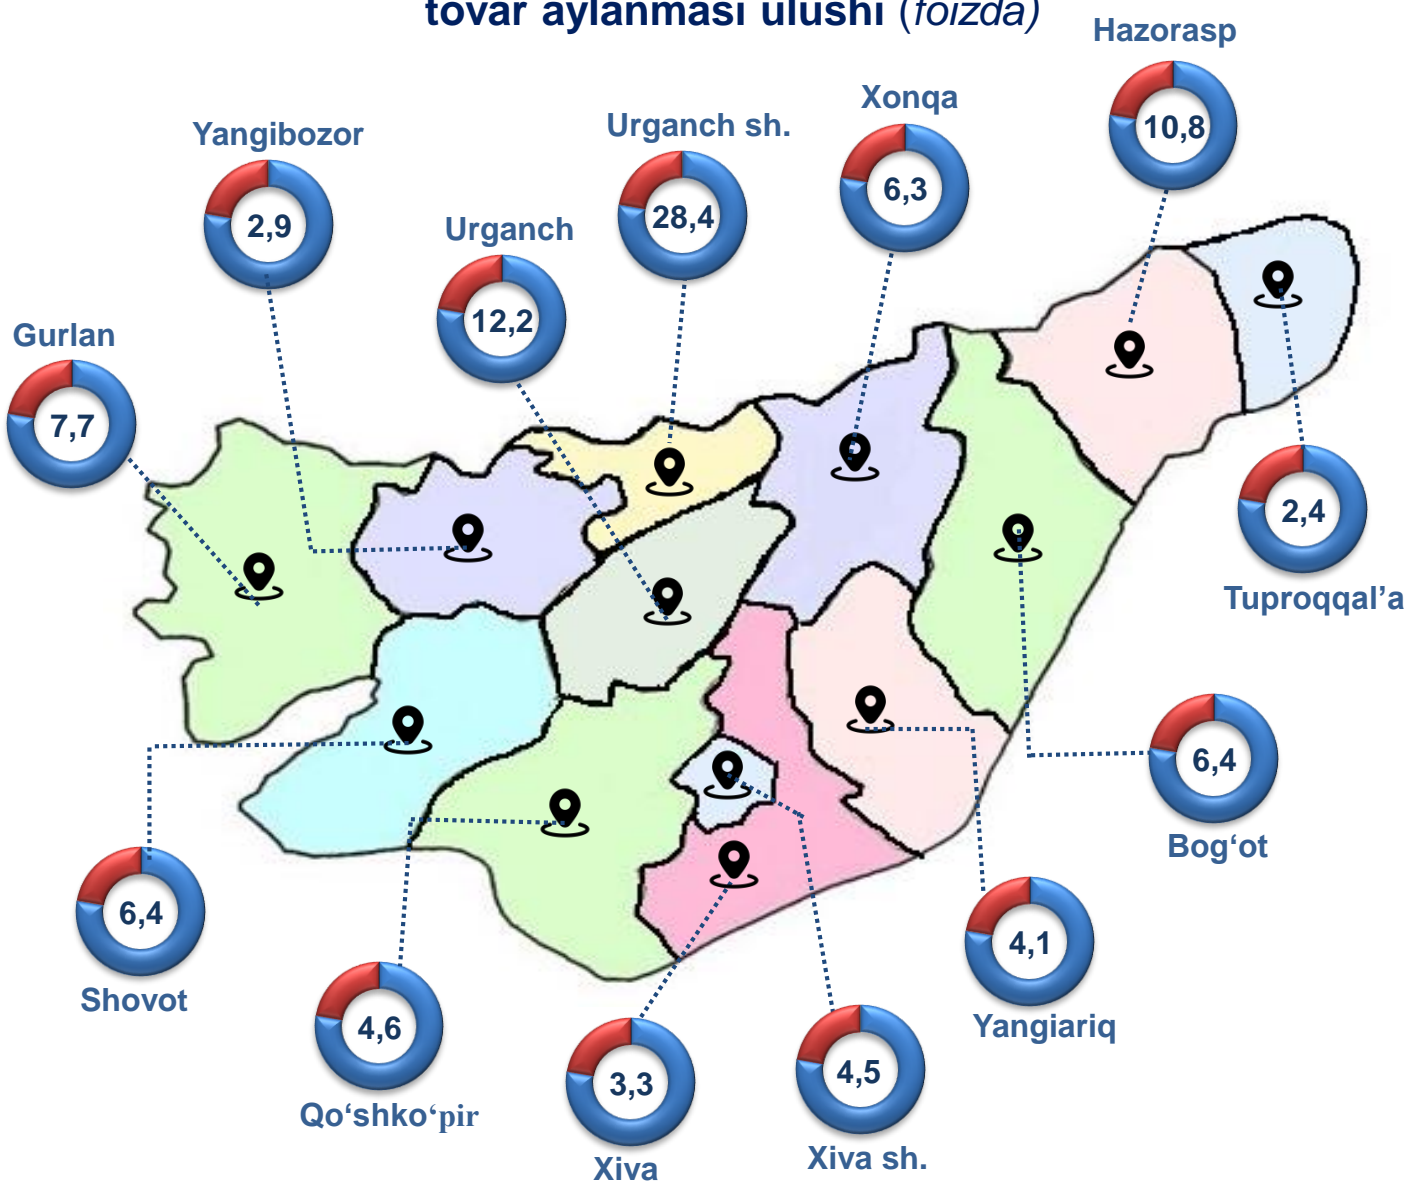 tovar aylanmasi ulushi (foizda)
Hazorasp
10,8
Xonqa
6,3
Urganch sh.
28,4
Yangibozor
2,9
Urganch
12,2
Gurlan
7,7
2,4
Tuproqqal’a
6,4
Bog‘ot
4,1
Yangiariq
6,4
Shovot
4,6
Qo‘shko‘pir
3,3
Xiva
4,5
Xiva sh.